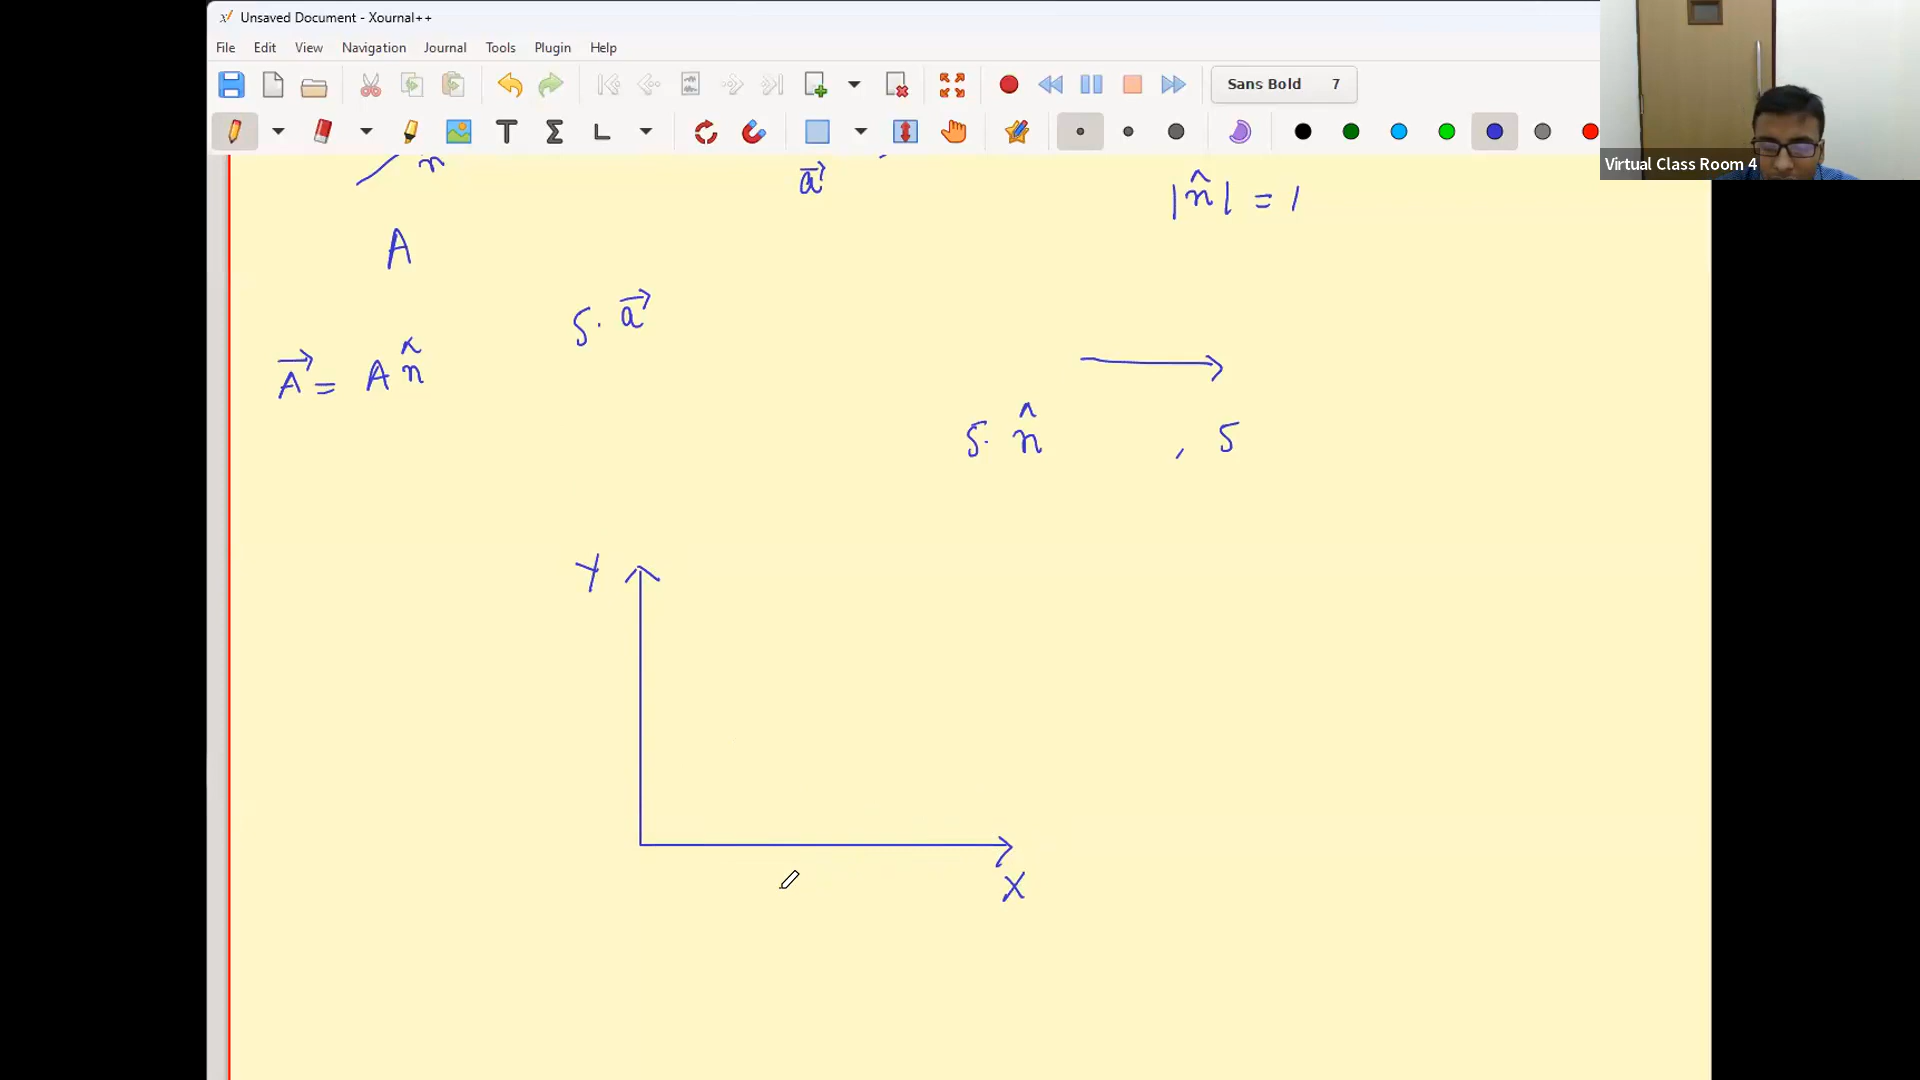 Unsaved Document - Xournal++
File Edit View Navigation Journal Tools Plugin Help
Sans Bold 7
Virtual Class Room 4
n
a⃗
|n̂| = 1
A
5. a⃗
A⃗ = A n̂
5. n̂ , 5
Y
X